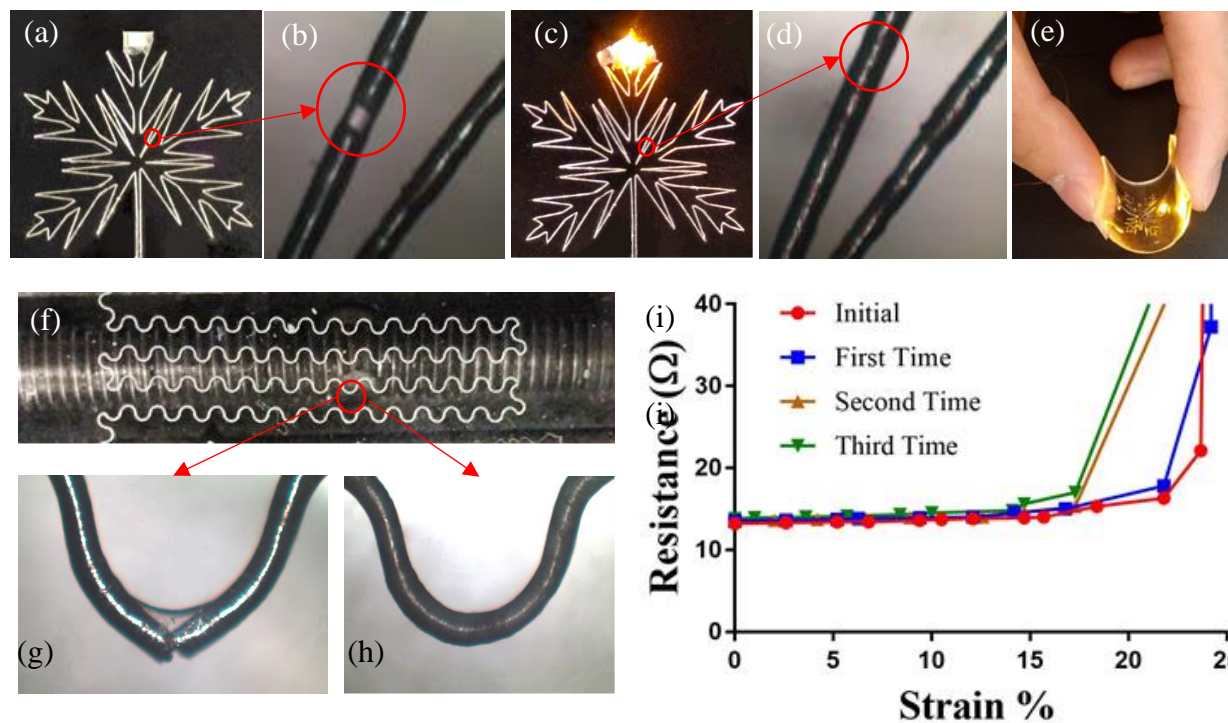 (a)
(b)
(c)
(d)
(e)
(f)
(g)
(h)
(i)
(i)
Resistance (Ω)
40
30
20
10
0
Initial
First Time
Second Time
Third Time
0 5 10 15 20 25
Strain %